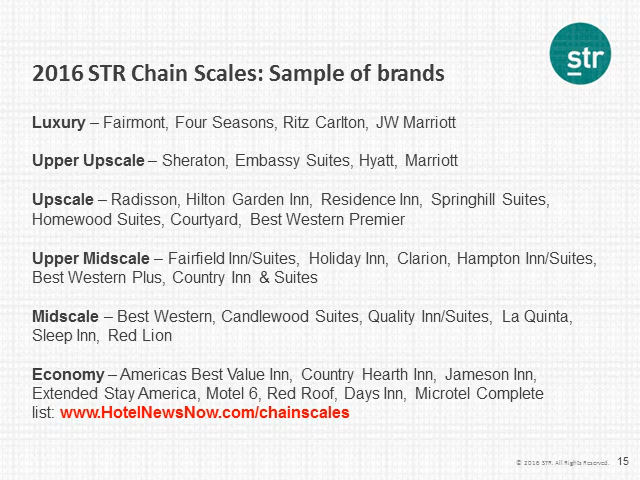 str
2016 STR Chain Scales: Sample of brands
Luxury – Fairmont, Four Seasons, Ritz Carlton, JW Marriott
Upper Upscale – Sheraton, Embassy Suites, Hyatt, Marriott
Upscale – Radisson, Hilton Garden Inn, Residence Inn, Springhill Suites,
Homewood Suites, Courtyard, Best Western Premier
Upper Midscale – Fairfield Inn/Suites, Holiday Inn, Clarion, Hampton Inn/Suites,
Best Western Plus, Country Inn & Suites
Midscale – Best Western, Candlewood Suites, Quality Inn/Suites, La Quinta,
Sleep Inn, Red Lion
Economy – Americas Best Value Inn, Country Hearth Inn, Jameson Inn,
Extended Stay America, Motel 6, Red Roof, Days Inn, Microtel Complete
list: www.HotelNewsNow.com/chainscales
© 2016 STR. All Rights Reserved. 15